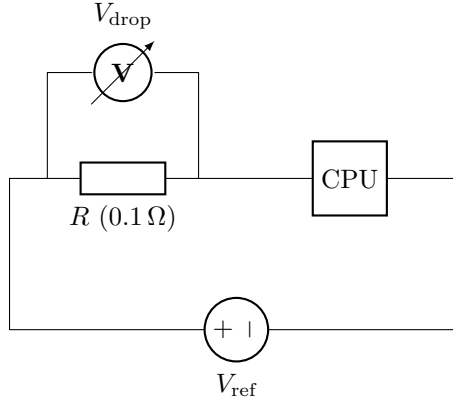 V_drop
V
CPU
R (0.1 Ω)
+ −
V_ref